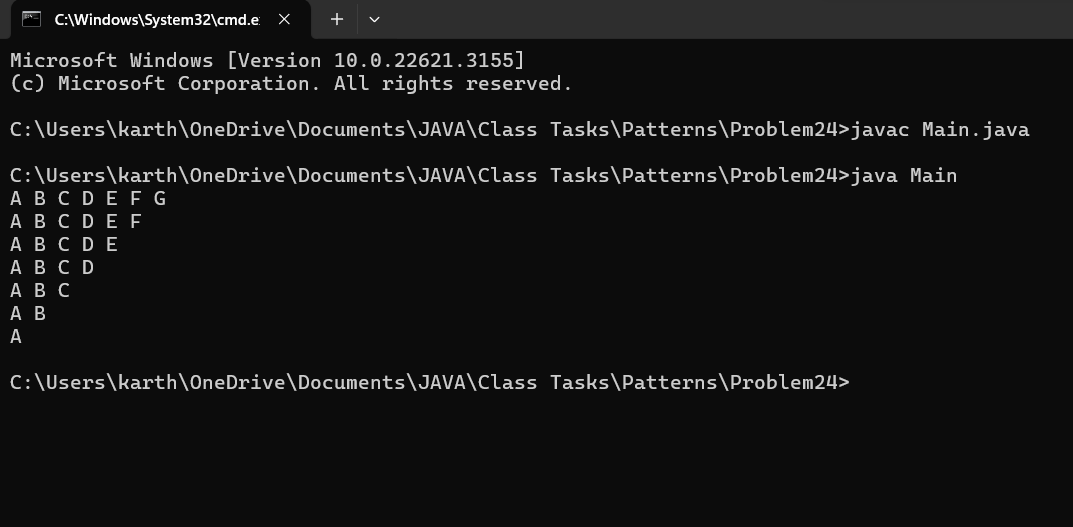 C:\Windows\System32\cmd.e
Microsoft Windows [Version 10.0.22621.3155]
(c) Microsoft Corporation. All rights reserved.
C:\Users\karth\OneDrive\Documents\JAVA\Class Tasks\Patterns\Problem24>javac Main.java
C:\Users\karth\OneDrive\Documents\JAVA\Class Tasks\Patterns\Problem24>java Main
A B C D E F G
A B C D E F
A B C D E
A B C D
A B C
A B
A
C:\Users\karth\OneDrive\Documents\JAVA\Class Tasks\Patterns\Problem24>